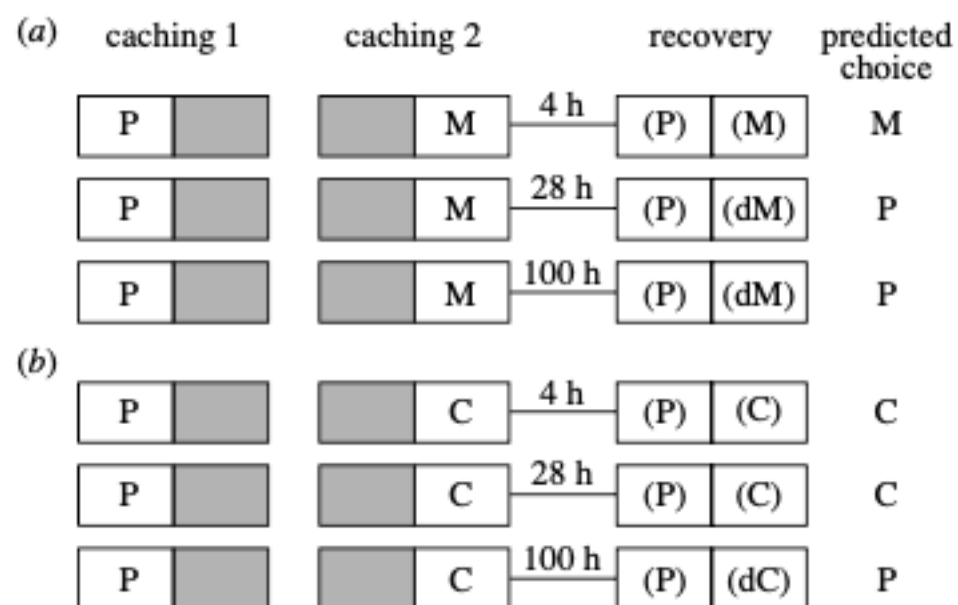 (a) caching 1 caching 2 recovery predicted
choice
P M 4 h (P) (M) M
P M 28 h (P) (dM) P
P M 100 h (P) (dM) P
(b)
P C 4 h (P) (C) C
P C 28 h (P) (C) C
P C 100 h (P) (dC) P